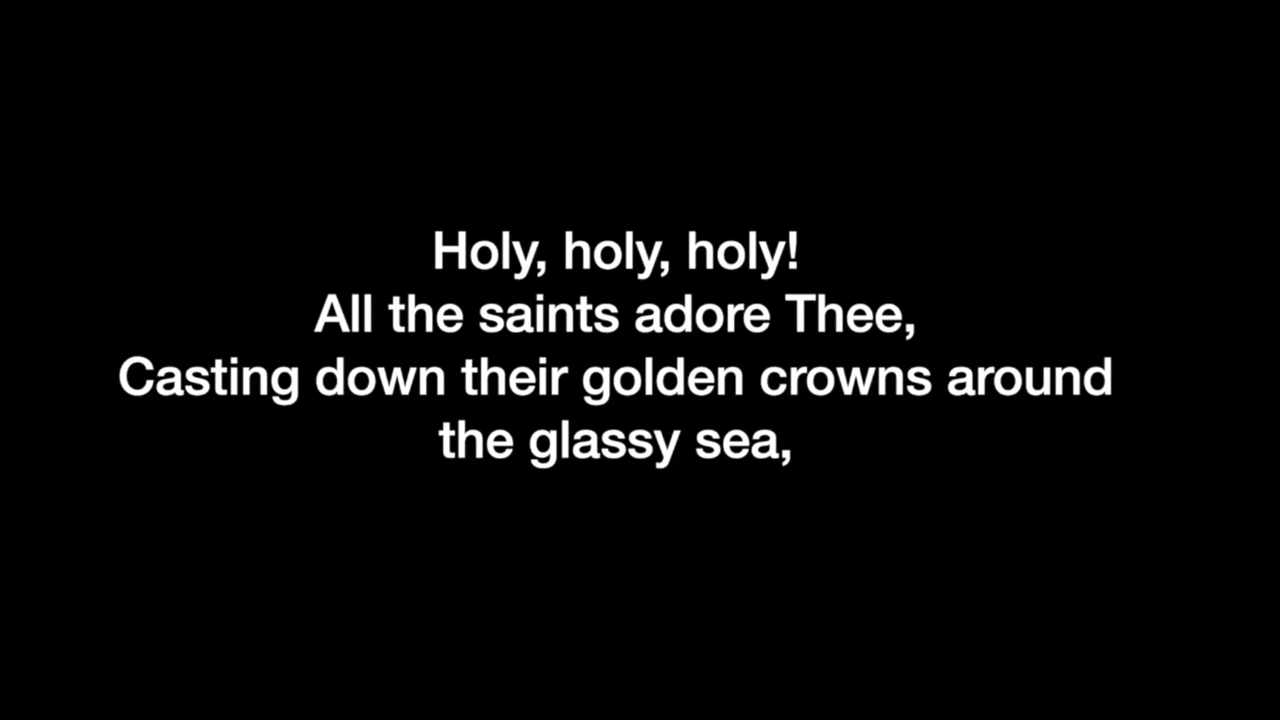 Holy, holy, holy!
All the saints adore Thee,
Casting down their golden crowns around
the glassy sea,